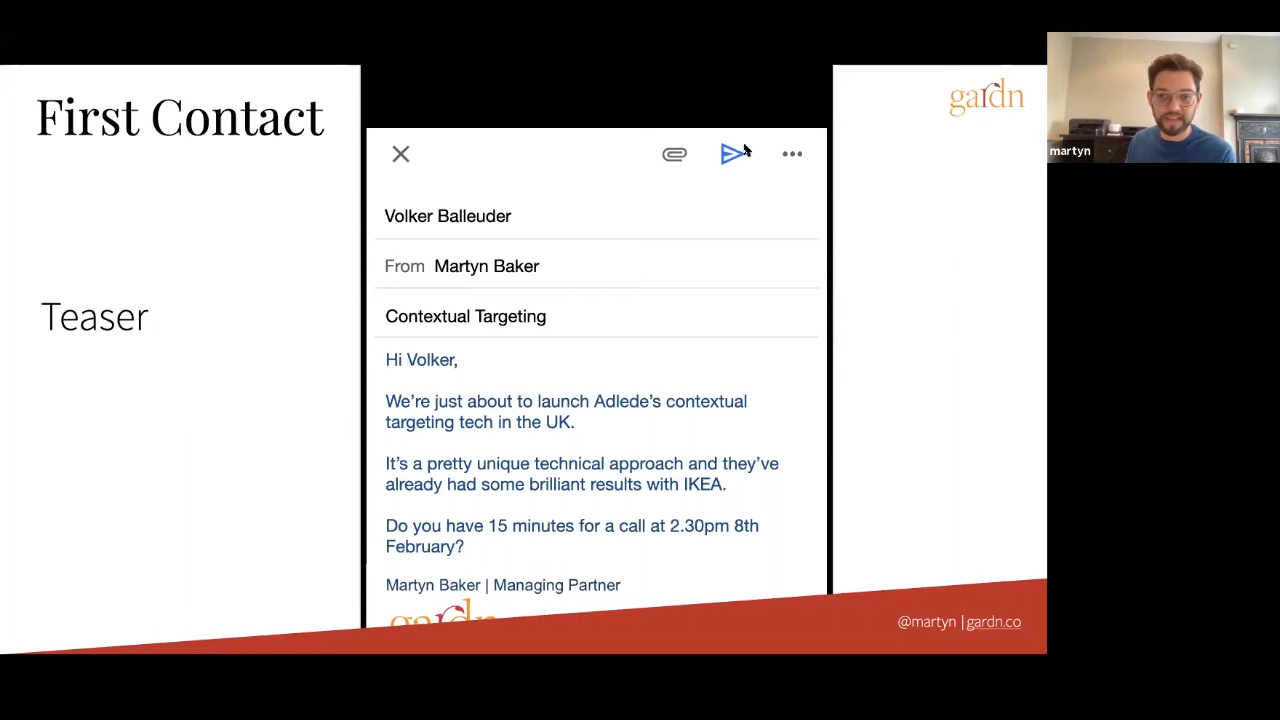 First Contact
gardn
martyn
Volker Balleuder
From Martyn Baker
Contextual Targeting
Teaser
Hi Volker,
We’re just about to launch Adlede’s contextual
targeting tech in the UK.
It’s a pretty unique technical approach and they’ve
already had some brilliant results with IKEA.
Do you have 15 minutes for a call at 2.30pm 8th
February?
Martyn Baker | Managing Partner
gardn
@martyn | gardn.co